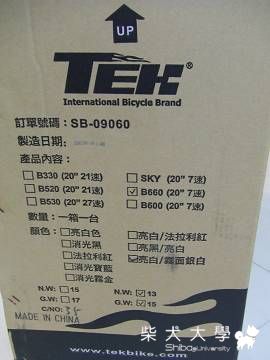 UP
TEK®
International Bicycle Brand
訂單號碼：SB-09060
製造日期：
產品內容：
□B330 (20" 21速) □SKY (20" 7速)
□B520 (20" 21速) ☑B660 (20" 7速)
□B530 (20" 27速) □B600 (20" 7速)
數量：一箱一台
顏色：□亮白色 □亮白/法拉利紅
□消光黑 □亮黑/亮白
□法拉利紅 ☑亮白/霧面銀白
□消光寶藍
□消光霧金
N.W:□15 N.W:☑13
G.W:□17 G.W:☑15
C/NO:
MADE IN CHINA
www.tekbike.com
柴犬大學
Shiba University